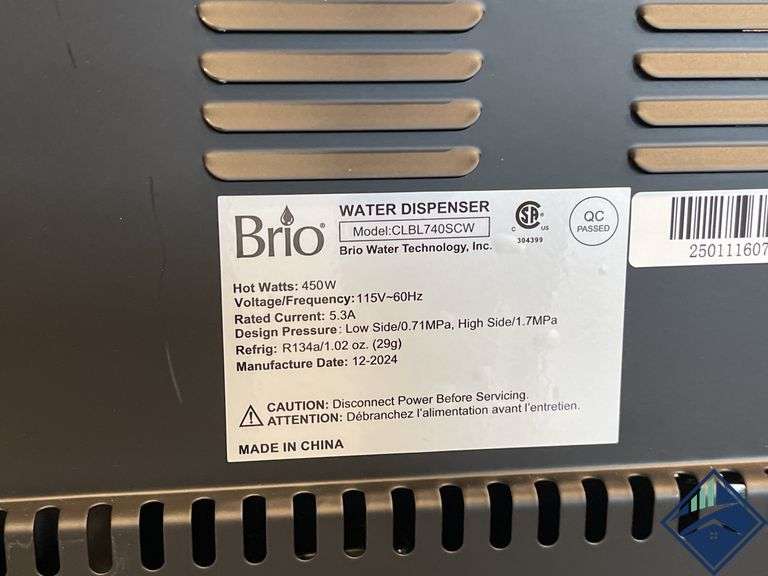 Brio
WATER DISPENSER
Model:CLBL740SCW
Brio Water Technology, Inc.
C US
304399
QC
PASSED
Hot Watts: 450W
Voltage/Frequency:115V~60Hz
Rated Current: 5.3A
Design Pressure: Low Side/0.71MPa, High Side/1.7MPa
Refrig: R134a/1.02 oz. (29g)
Manufacture Date: 12-2024
CAUTION: Disconnect Power Before Servicing.
ATTENTION: Débranchez l'alimentation avant l'entretien.
MADE IN CHINA
250111607